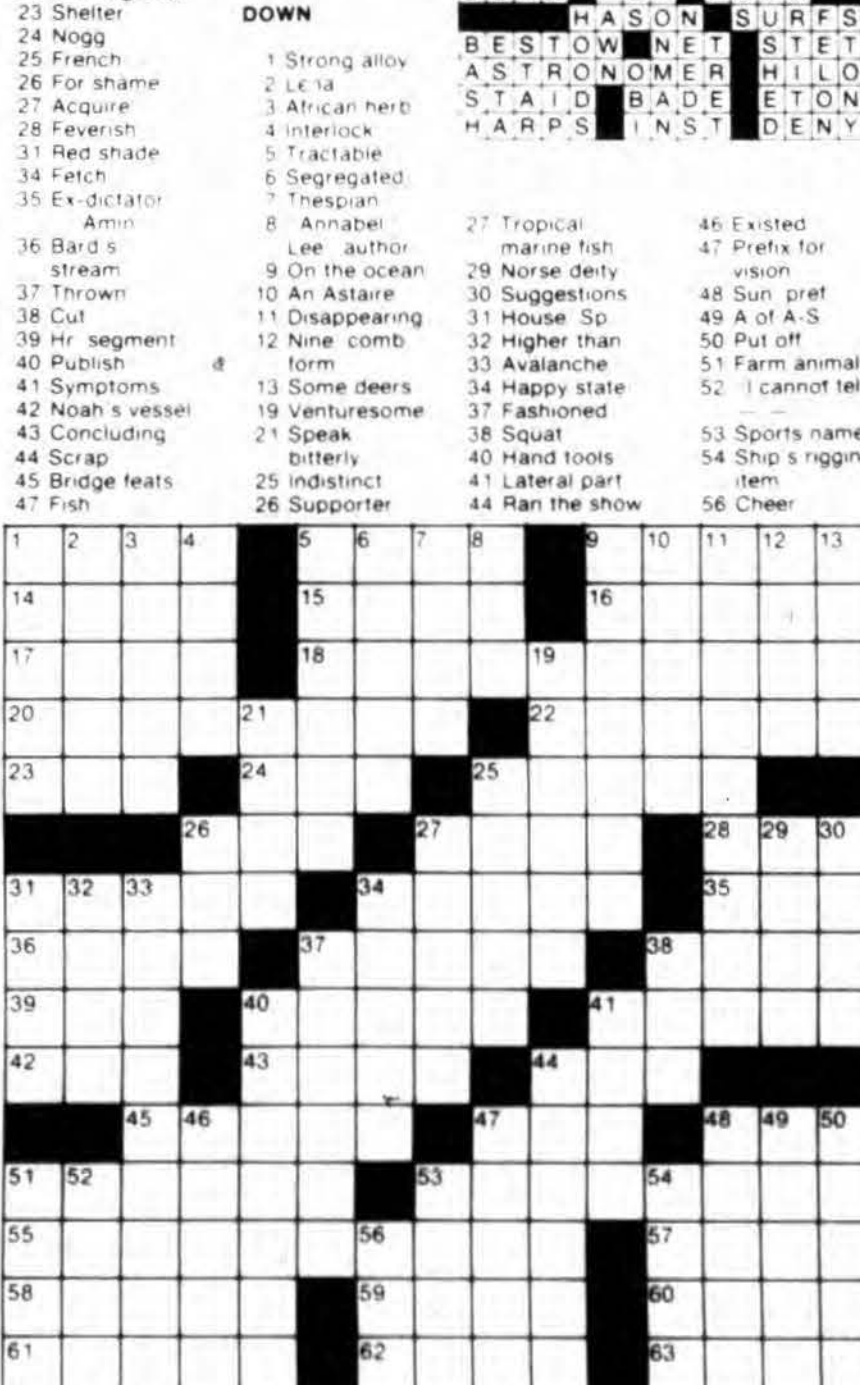 23 Shelter
24 Nogg
25 French
26 For shame
27 Acquire
28 Feverish
31 Red shade
34 Fetch
35 Ex-dictator
Amin
36 Bard s
stream
37 Thrown
38 Cut
39 Hr segment
40 Publish
41 Symptoms
42 Noah's vessel
43 Concluding
44 Scrap
45 Bridge feats
47 Fish
DOWN
1 Strong alloy
2
3 African herb
4 Interlock
5 Tractable
6 Segregated
7 Thespian
8 Annabel
Lee author
9 On the ocean
10 An Astaire
11 Disappearing
12 Nine comb
form
13 Some deers
19 Venturesome
21 Speak
bitterly
25 Indistinct
26 Supporter
HASON SURFS
BESTOW NET STET
ASTRONOMER HILO
STAID BADE ETON
HARPS INST DENY
27 Tropical
marine fish
29 Norse deity
30 Suggestions
31 House Sp
32 Higher than
33 Avalanche
34 Happy state
37 Fashioned
38 Squat
40 Hand tools
41 Lateral part
44 Ran the show
46 Existed
47 Prefix for
vision
48 Sun pref
49 A of A-S
50 Put off
51 Farm animal
52 I cannot tel
53 Sports name
54 Ship s riggin
item
56 Cheer
1 2 3 4 5 6 7 8 9 10 11 12 13
14 15 16
17 18 19
20 21 22
23 24 25
26 27 28 29 30
31 32 33 34 35
36 37 38
39 40 41
42 43 44
45 46 47 48 49 50
51 52 53 54
55 56 57
58 59 60
61 62 63